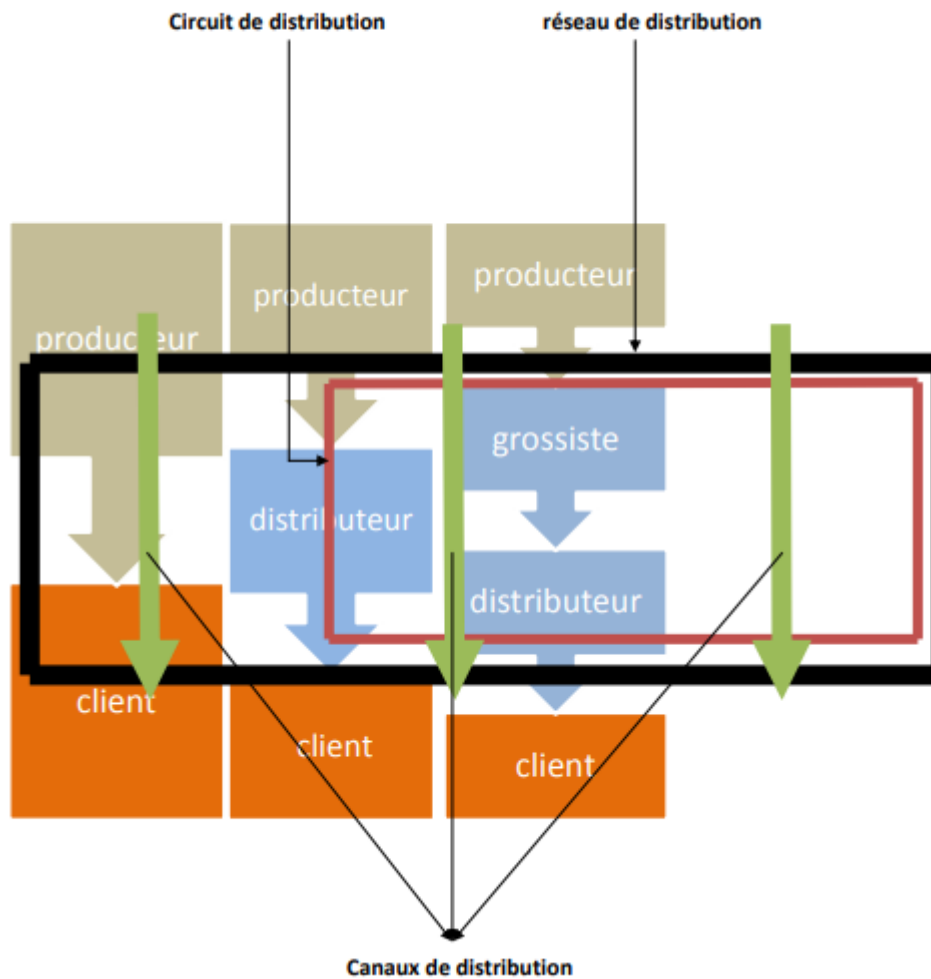 Circuit de distribution
réseau de distribution
producteur
producteur
producteur
grossiste
distributeur
distributeur
client
client
client
Canaux de distribution